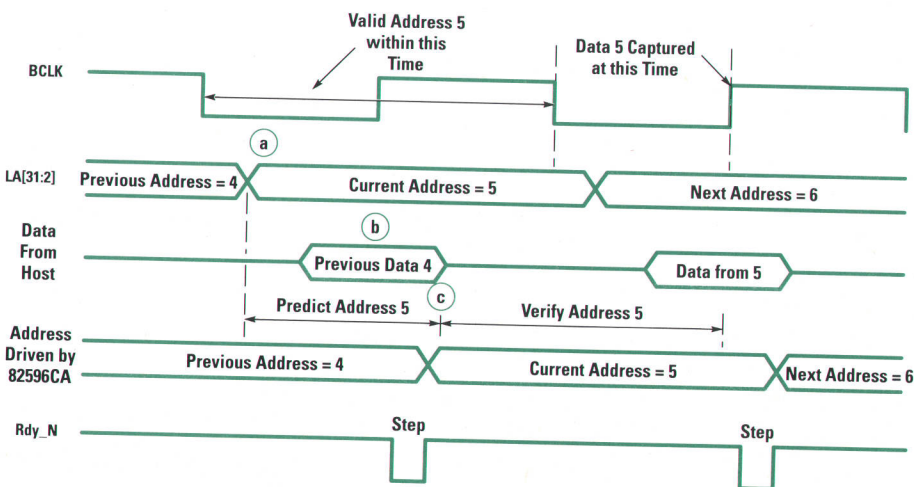 Valid Address 5
within this
Time
Data 5 Captured
at this Time
BCLK
a
LA[31:2]
Previous Address = 4
Current Address = 5
Next Address = 6
b
Data
From
Host
Previous Data 4
Data from 5
c
Predict Address 5
Verify Address 5
Address
Driven by
82596CA
Previous Address = 4
Current Address = 5
Next Address = 6
Rdy_N
Step
Step